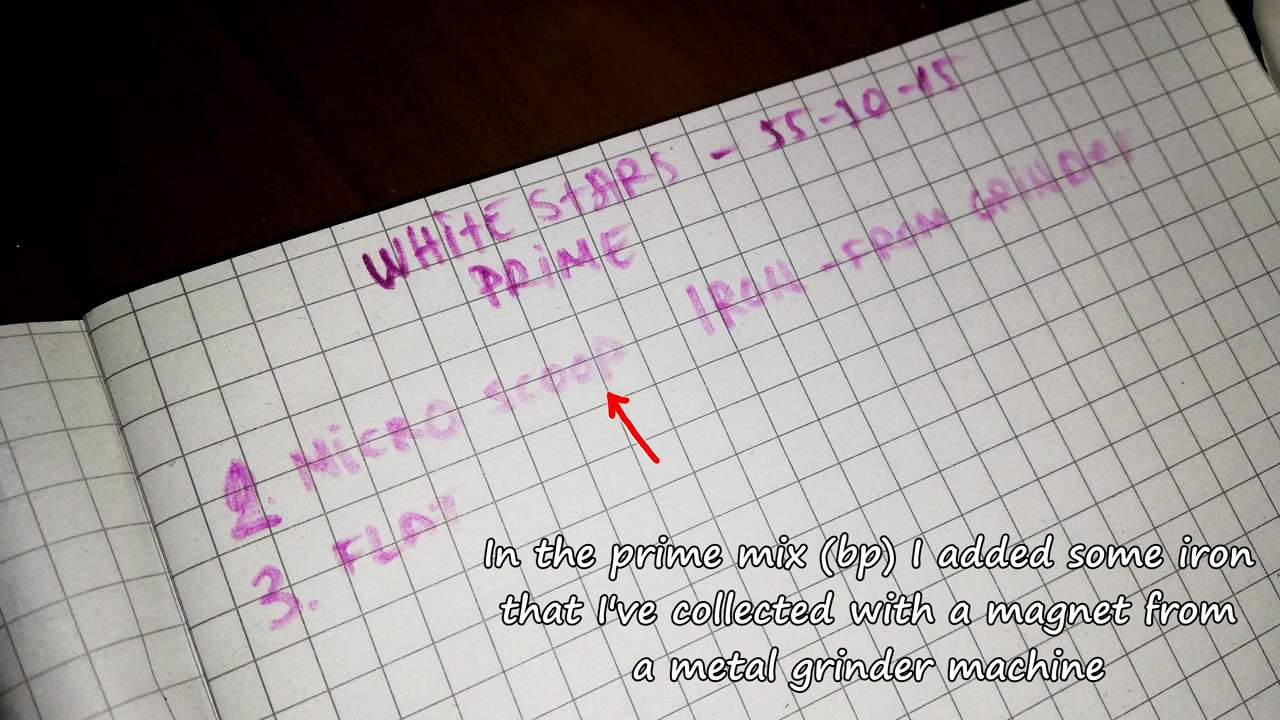 WHITE STARS - 55-10-15
PRIME
IRON - FROM GRINDER
2. MICRO SCOOP
3. FLAT
In the prime mix (bp) I added some iron
that I've collected with a magnet from
a metal grinder machine